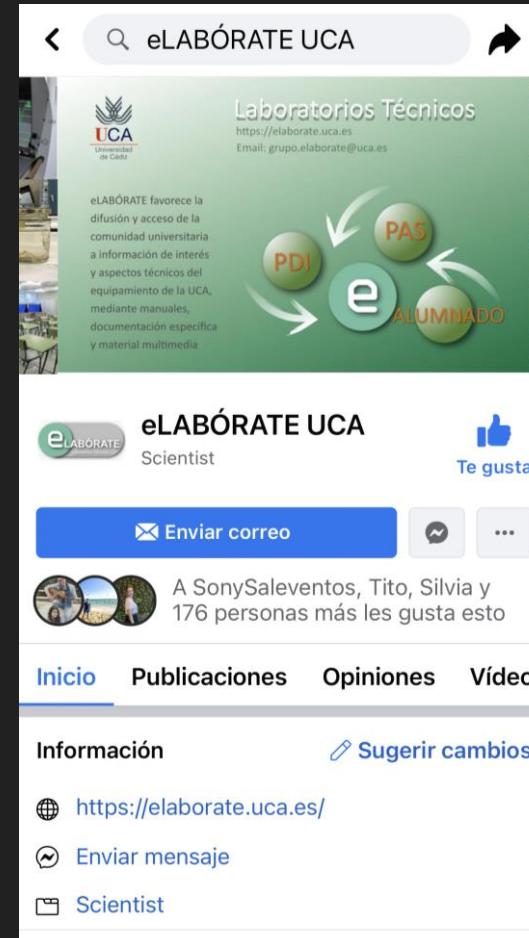 eLABÓRATE UCA
UCA
Universidad
de Cádiz
Laboratorios Técnicos
https://elaborate.uca.es
Email: grupo.elaborate@uca.es
eLABÓRATE favorece la
difusión y acceso de la
comunidad universitaria
a información de interés
y aspectos técnicos del
equipamiento de la UCA,
mediante manuales,
documentación específica
y material multimedia
PDI
PAS
e
ALUMNADO
eLABÓRATE
eLABÓRATE UCA
Scientist
Te gusta
Enviar correo
A SonySaleventos, Tito, Silvia y
176 personas más les gusta esto
Inicio Publicaciones Opiniones Vídeo
Información
Sugerir cambios
https://elaborate.uca.es/
Enviar mensaje
Scientist